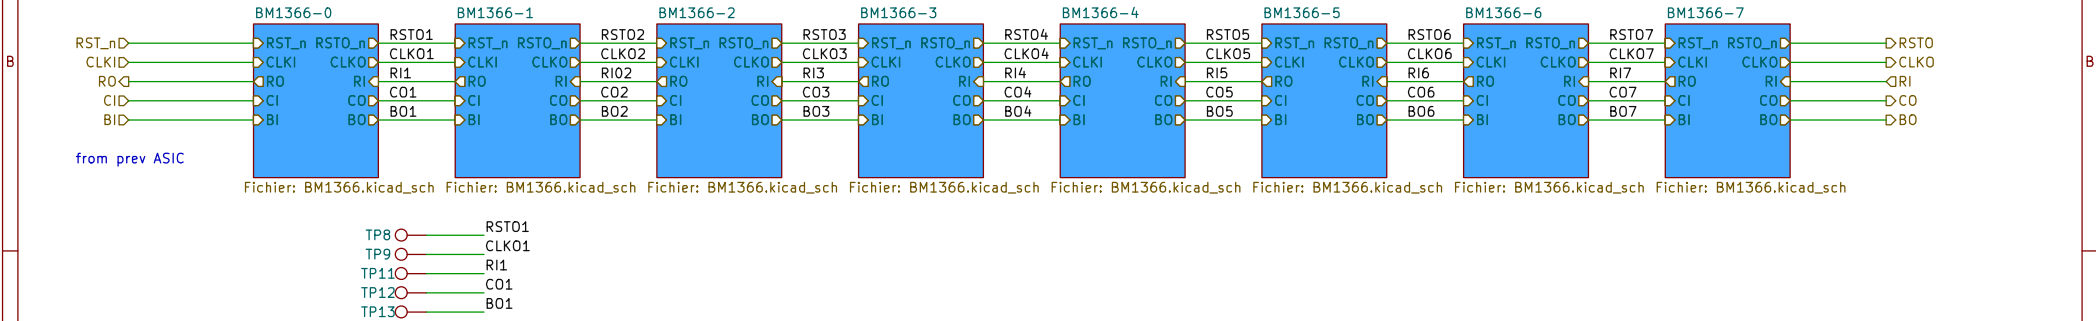 BM1366-0 BM1366-1 BM1366-2 BM1366-3 BM1366-4 BM1366-5 BM1366-6 BM1366-7
RST_n RST_n RSTO_n RSTO1 RST_n RSTO_n RSTO2 RST_n RSTO_n RSTO3 RST_n RSTO_n RSTO4 RST_n RSTO_n RSTO5 RST_n RSTO_n RSTO6 RST_n RSTO_n RSTO7 RST_n RSTO_n RSTO
CLKI CLKI CLKO CLKO1 CLKI CLKO CLKO2 CLKI CLKO CLKO3 CLKI CLKO CLKO4 CLKI CLKO CLKO5 CLKI CLKO CLKO6 CLKI CLKO CLKO7 CLKI CLKO CLKO
B RO RO RI RI1 RO RI RIO2 RO RI RI3 RO RI RI4 RO RI RI5 RO RI RI6 RO RI RI7 RO RI RI B
CI CI CO CO1 CI CO CO2 CI CO CO3 CI CO CO4 CI CO CO5 CI CO CO6 CI CO CO7 CI CO CO
BI BI BO BO1 BI BO BO2 BI BO BO3 BI BO BO4 BI BO BO5 BI BO BO6 BI BO BO7 BI BO BO
from prev ASIC
Fichier: BM1366.kicad_sch Fichier: BM1366.kicad_sch Fichier: BM1366.kicad_sch Fichier: BM1366.kicad_sch Fichier: BM1366.kicad_sch Fichier: BM1366.kicad_sch Fichier: BM1366.kicad_sch Fichier: BM1366.kicad_sch
TP8 RSTO1
TP9 CLKO1
TP11 RI1
TP12 CO1
TP13 BO1